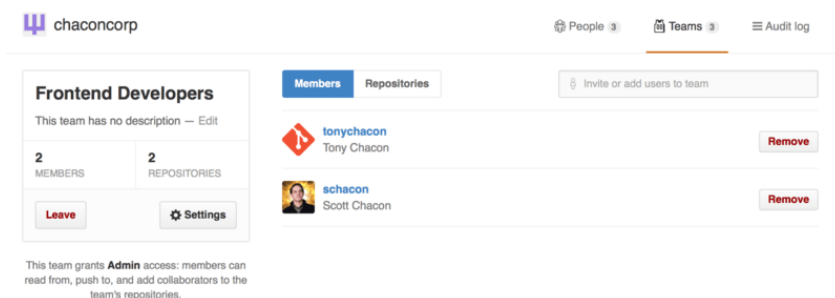 chaconcorp
People 3
Teams 3
Audit log
Frontend Developers
This team has no description — Edit
2 MEMBERS
2 REPOSITORIES
Leave
Settings
This team grants Admin access: members can
read from, push to, and add collaborators to the
team's repositories.
Members
Repositories
Invite or add users to team
tonychacon
Tony Chacon
Remove
schacon
Scott Chacon
Remove